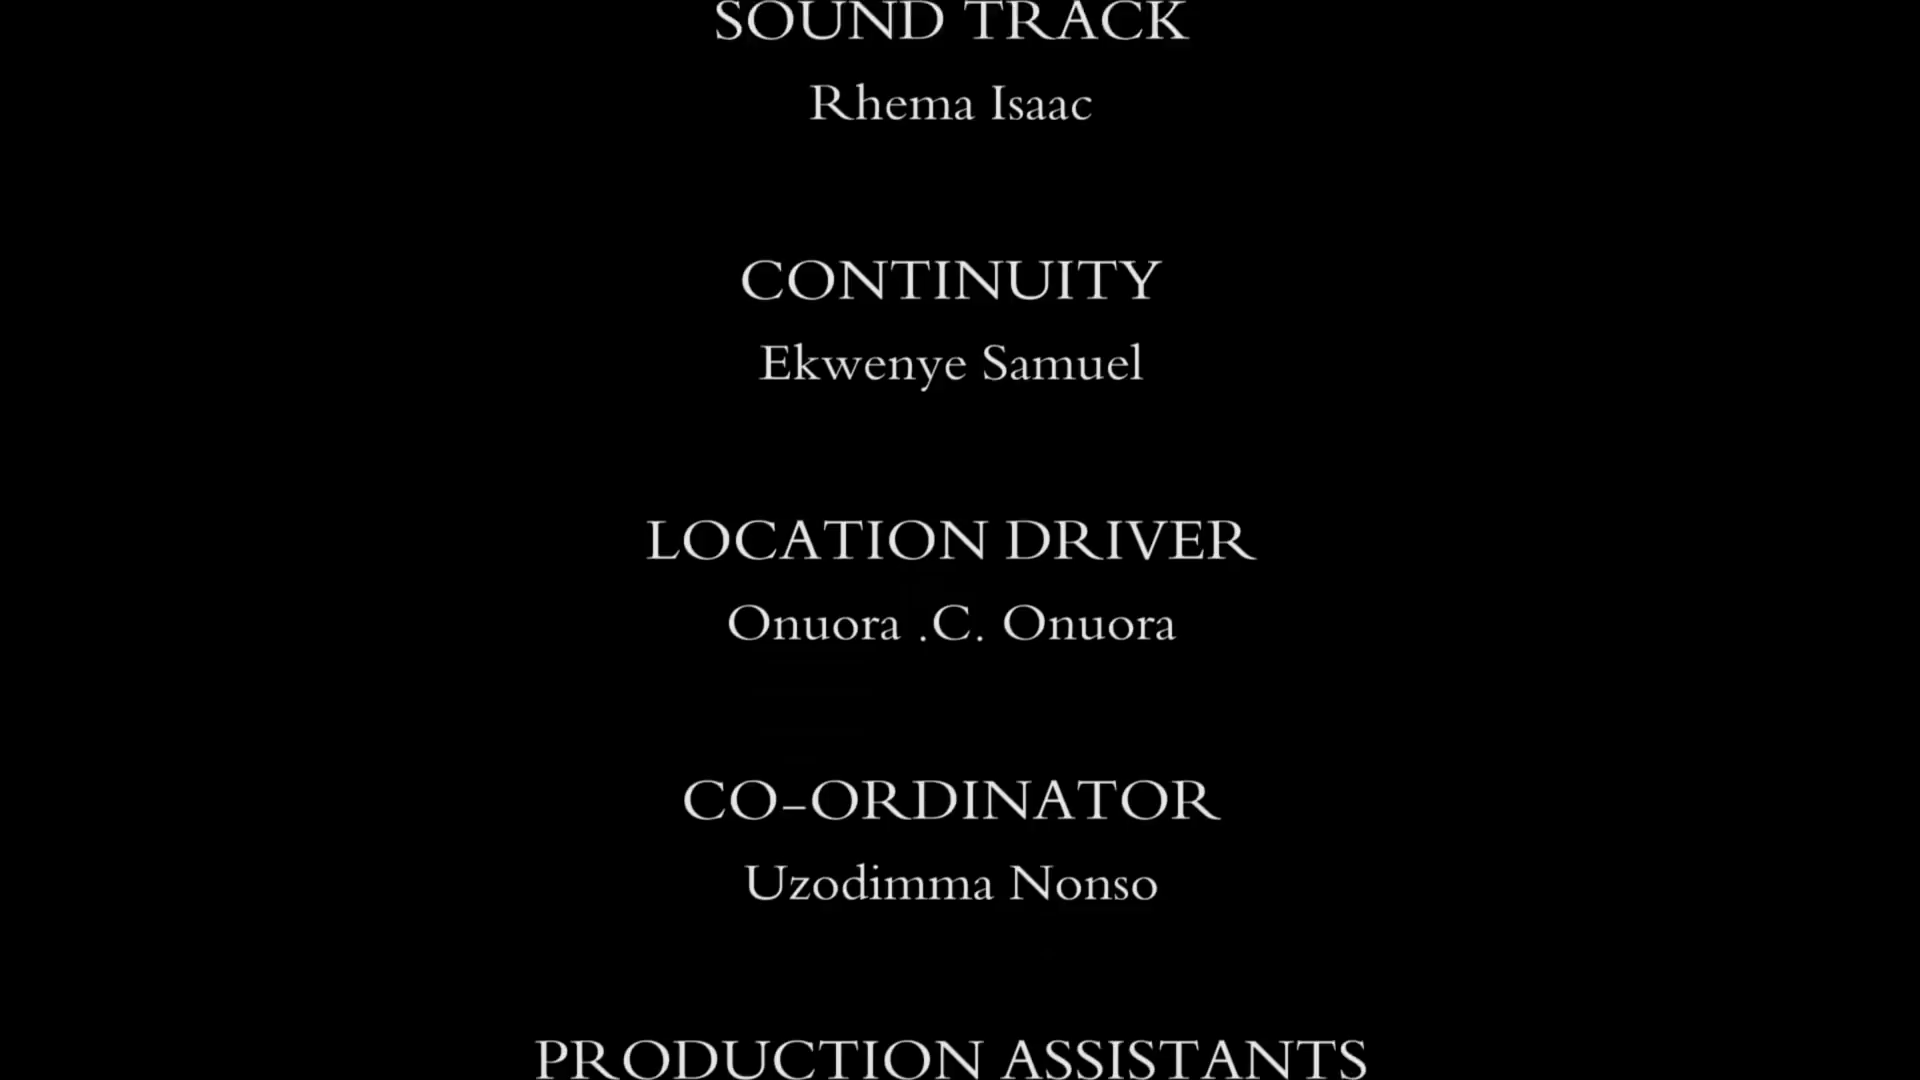 SOUND TRACK
Rhema Isaac
CONTINUITY
Ekwenye Samuel
LOCATION DRIVER
Onuora .C. Onuora
CO-ORDINATOR
Uzodimma Nonso
PRODUCTION ASSISTANTS